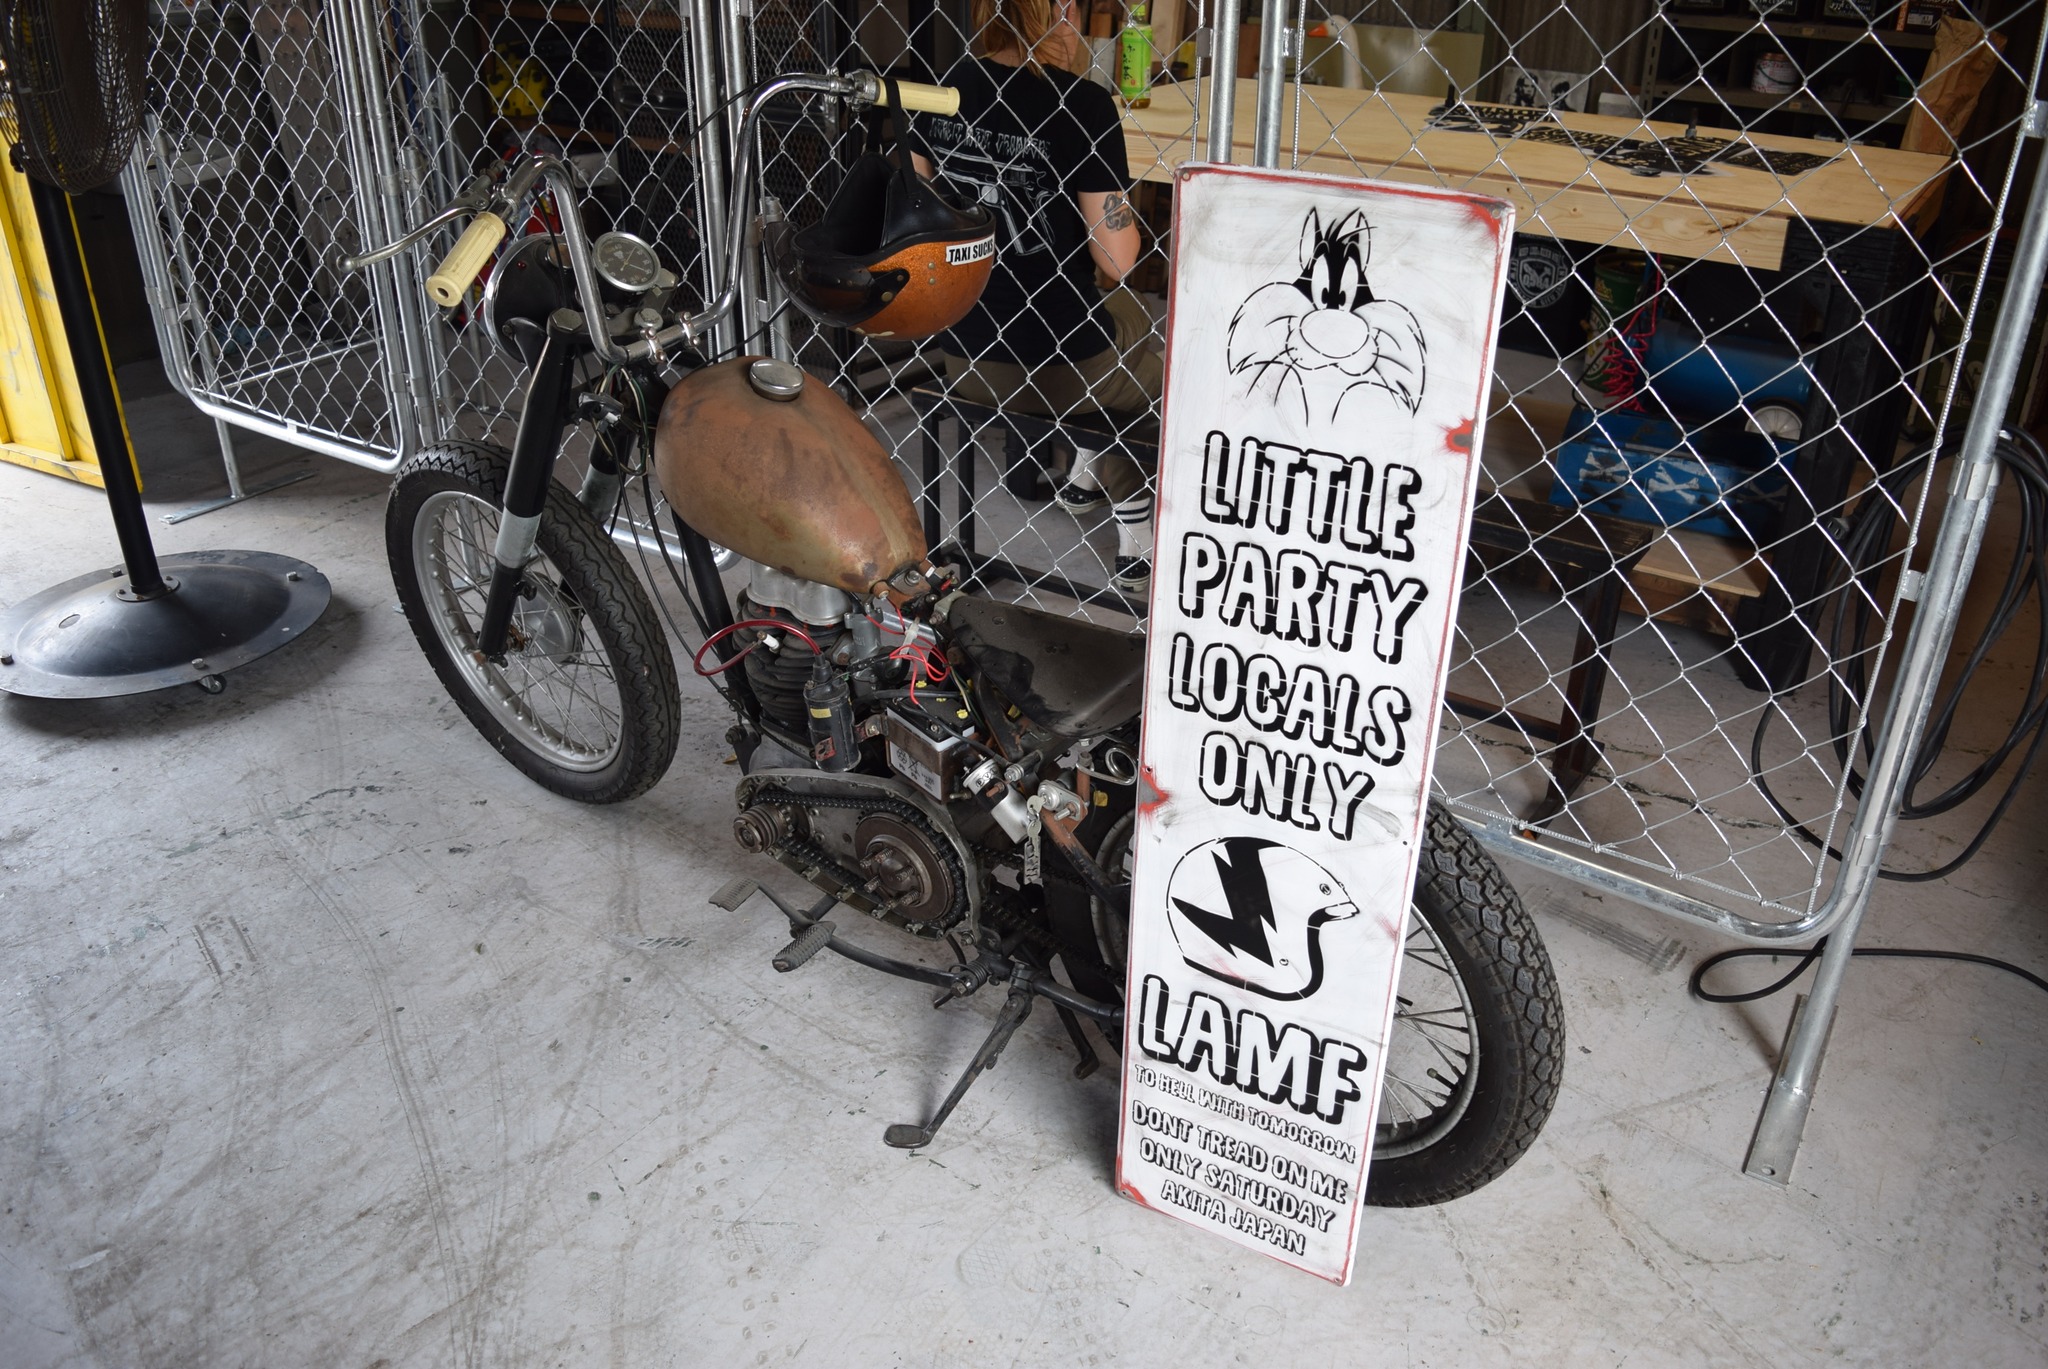 TAXI SUCKS
LITTLE
PARTY
LOCALS
ONLY
LAMF
TO HELL WITH TOMORROW
DONT TREAD ON ME
ONLY SATURDAY
AKITA JAPAN